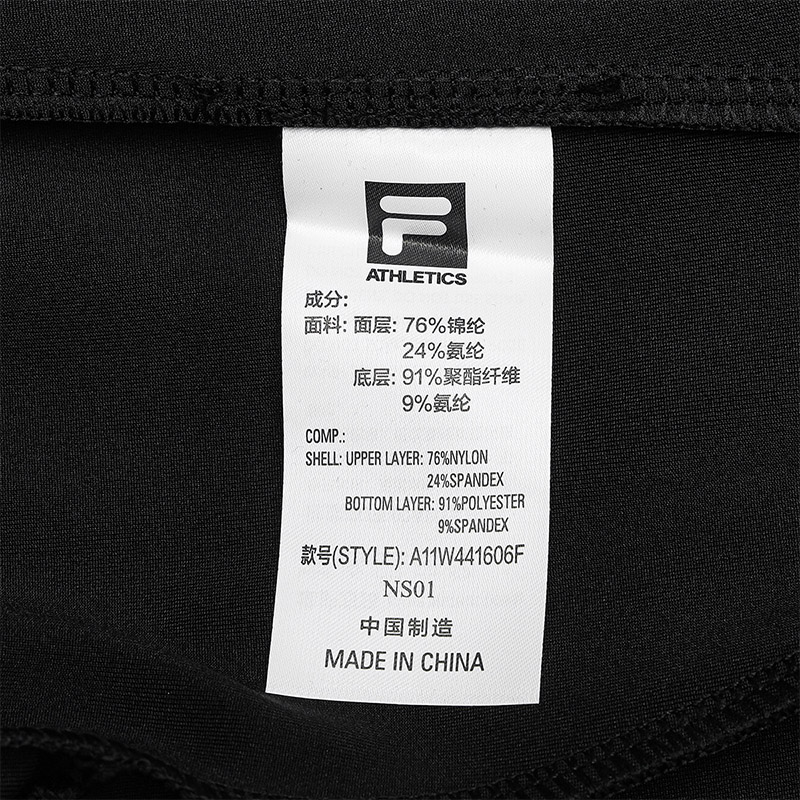 F
ATHLETICS
成分:
面料: 面层: 76%锦纶
24%氨纶
底层: 91%聚酯纤维
9%氨纶
COMP.:
SHELL: UPPER LAYER: 76%NYLON
24%SPANDEX
BOTTOM LAYER: 91%POLYESTER
9%SPANDEX
款号(STYLE): A11W441606F
NS01
中国制造
MADE IN CHINA